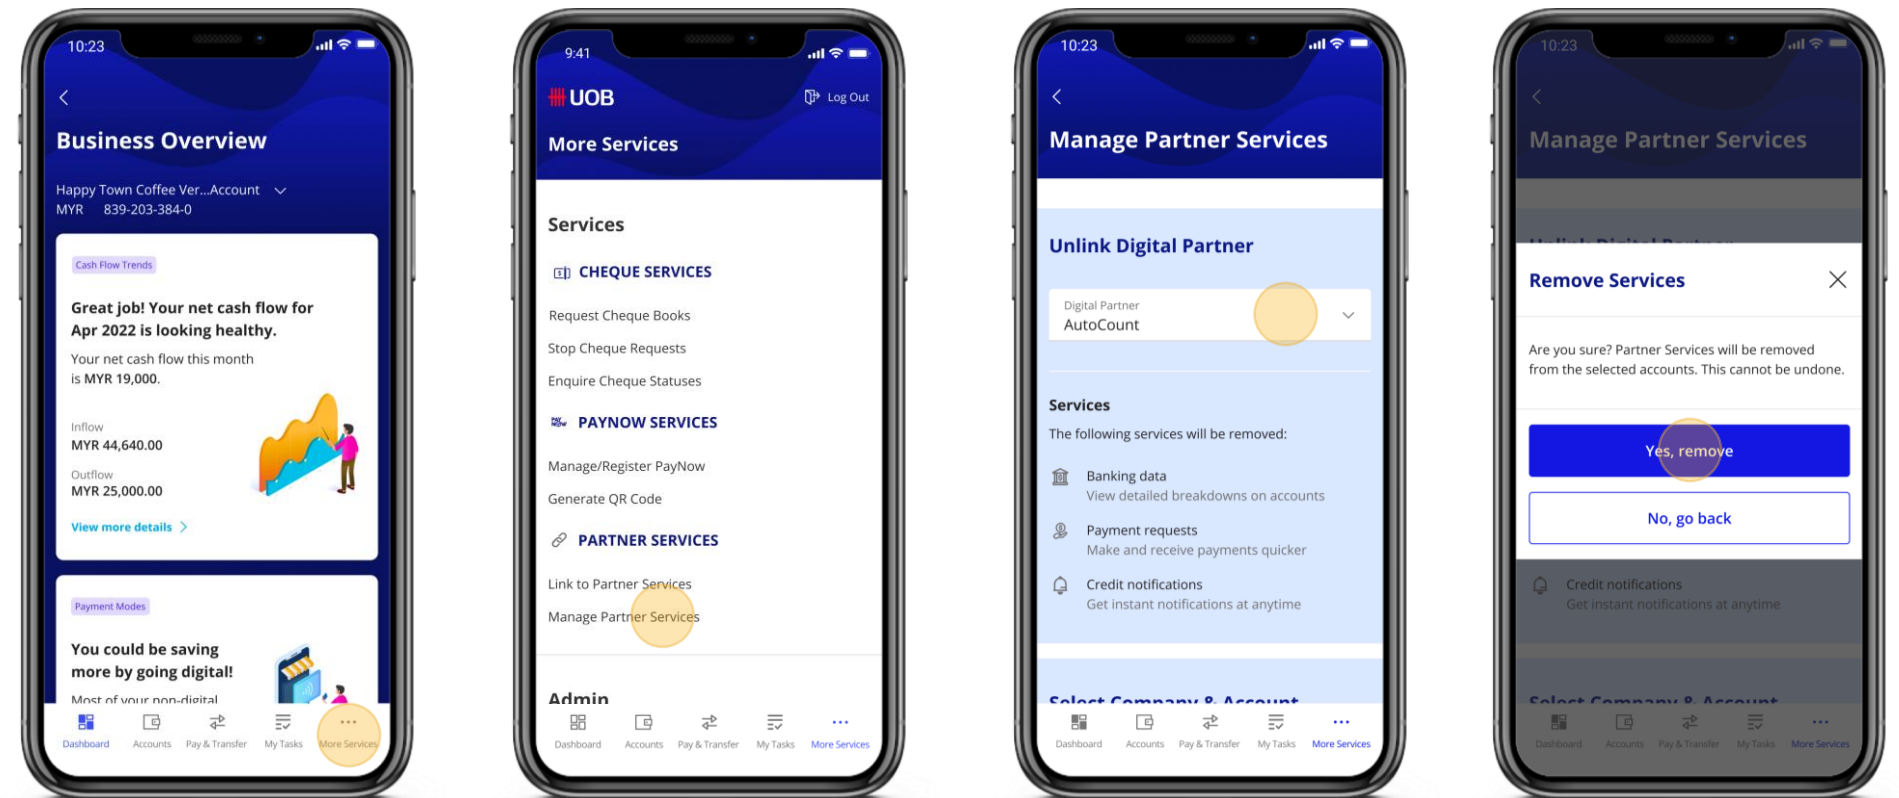 10:23
Business Overview
Happy Town Coffee Ver...Account
MYR 839-203-384-0
Cash Flow Trends
Great job! Your net cash flow for
Apr 2022 is looking healthy.
Your net cash flow this month
is MYR 19,000.
Inflow
MYR 44,640.00
Outflow
MYR 25,000.00
View more details
Payment Modes
You could be saving
more by going digital!
Most of your non-digital
Dashboard Accounts Pay & Transfer My Tasks More Services
9:41
UOB Log Out
More Services
Services
CHEQUE SERVICES
Request Cheque Books
Stop Cheque Requests
Enquire Cheque Statuses
PAY NOW PAYNOW SERVICES
Manage/Register PayNow
Generate QR Code
PARTNER SERVICES
Link to Partner Services
Manage Partner Services
Admin
Dashboard Accounts Pay & Transfer My Tasks More Services
10:23
Manage Partner Services
Unlink Digital Partner
Digital Partner
AutoCount
Services
The following services will be removed:
Banking data
View detailed breakdowns on accounts
Payment requests
Make and receive payments quicker
Credit notifications
Get instant notifications at anytime
Select Company & Account
Dashboard Accounts Pay & Transfer My Tasks More Services
10:23
Manage Partner Services
Unlink Digital Partner
Remove Services
Are you sure? Partner Services will be removed
from the selected accounts. This cannot be undone.
Yes, remove
No, go back
Credit notifications
Get instant notifications at anytime
Select Company & Account
Dashboard Accounts Pay & Transfer My Tasks More Services